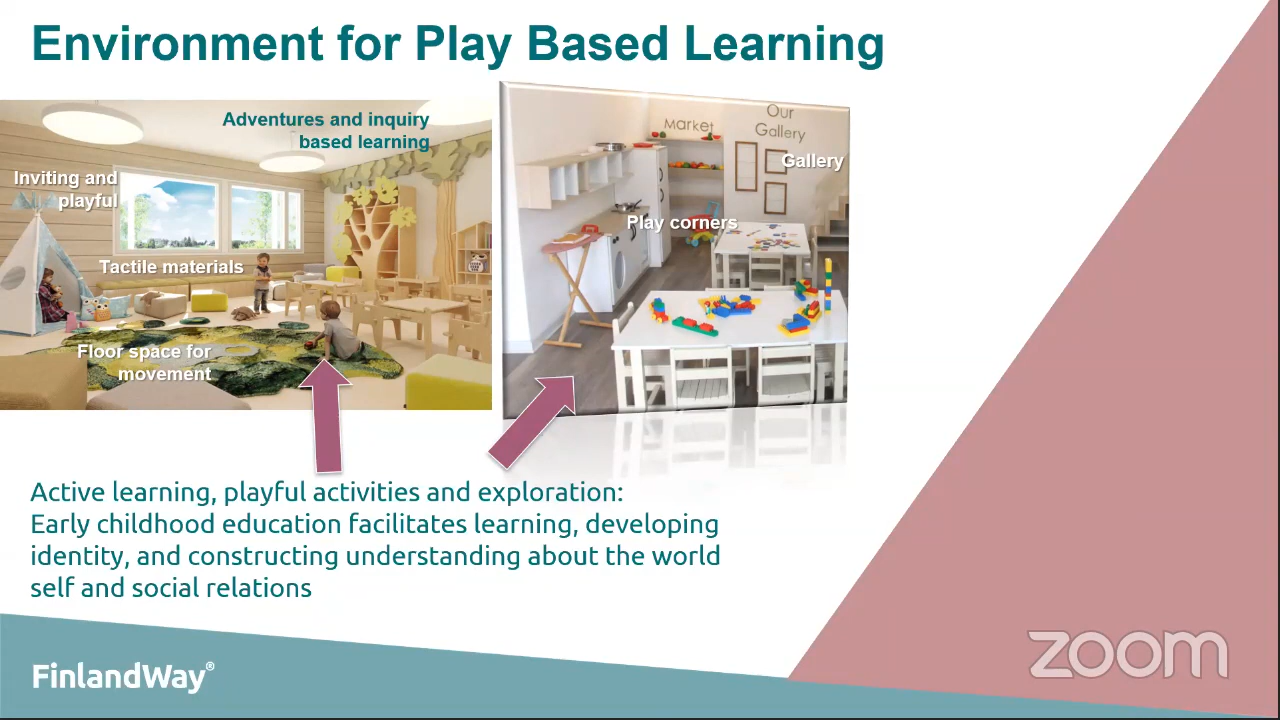 Environment for Play Based Learning
Adventures and inquiry
based learning
Inviting and
playful
Tactile materials
Floor space for
movement
Market
Our
Gallery
Gallery
Play corners
Active learning, playful activities and exploration:
Early childhood education facilitates learning, developing
identity, and constructing understanding about the world
self and social relations
FinlandWay®
zoom